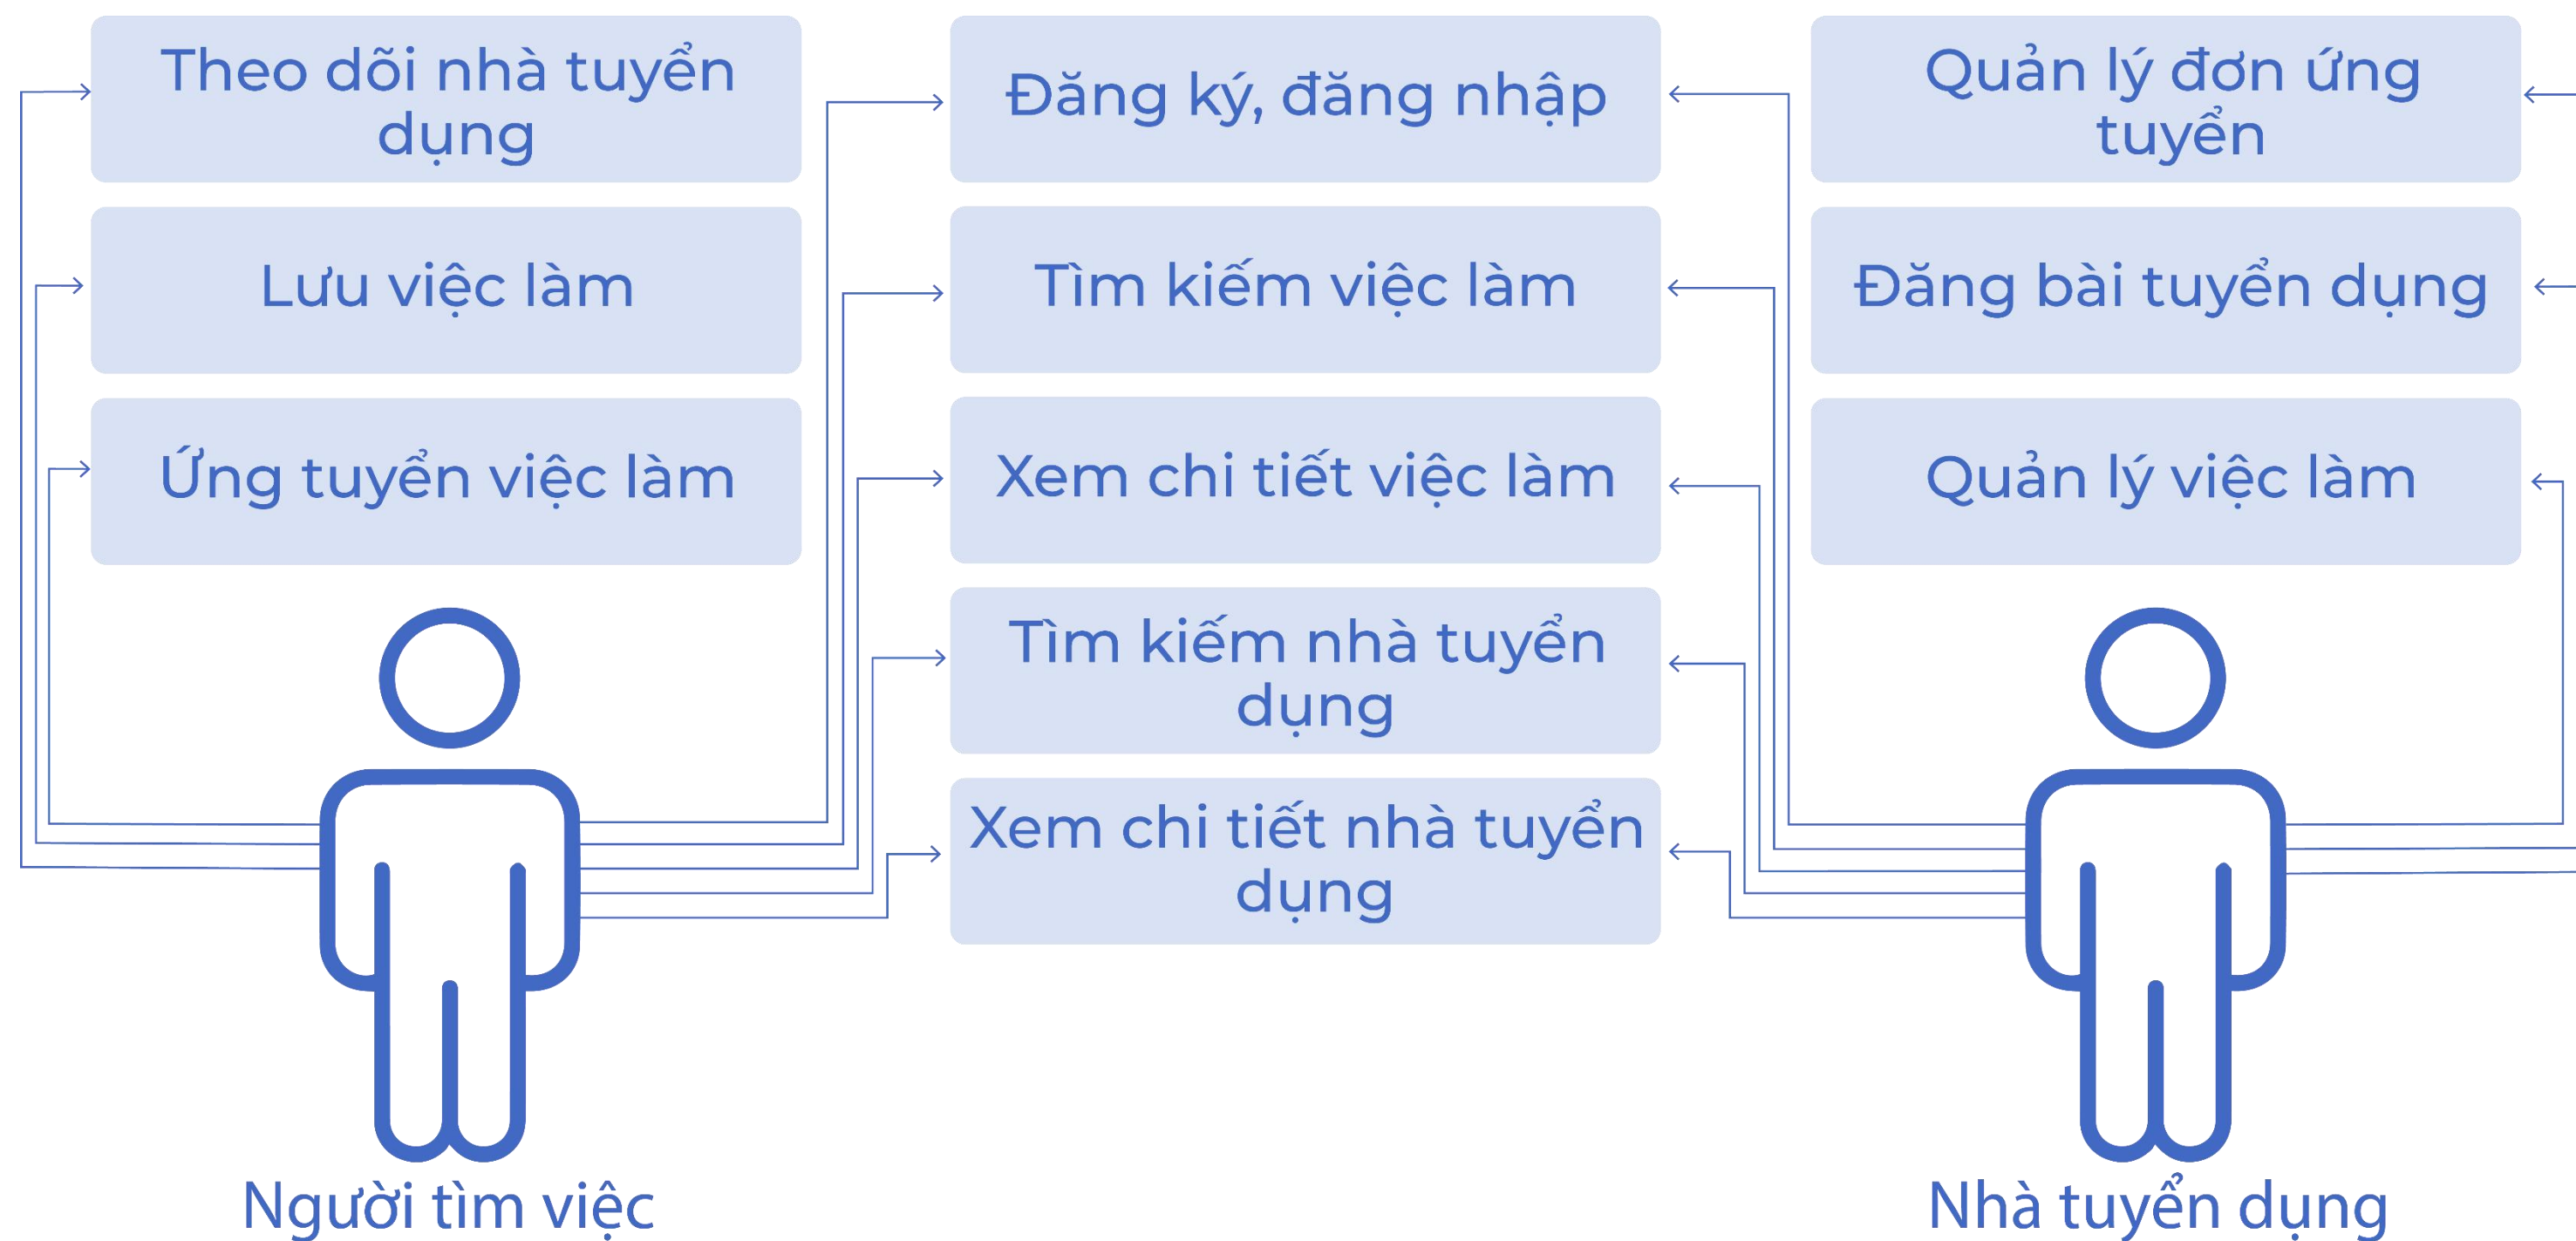 Theo dõi nhà tuyển
dụng
Lưu việc làm
Ứng tuyển việc làm
Đăng ký, đăng nhập
Tìm kiếm việc làm
Xem chi tiết việc làm
Tìm kiếm nhà tuyển
dụng
Xem chi tiết nhà tuyển
dụng
Quản lý đơn ứng
tuyển
Đăng bài tuyển dụng
Quản lý việc làm
Người tìm việc
Nhà tuyển dụng